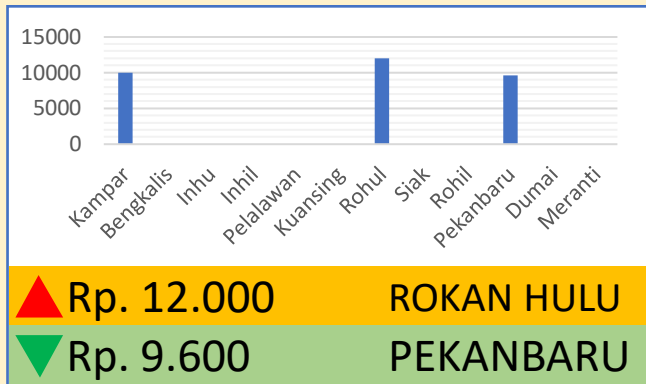 15000
10000
5000
0
Kampar
Bengkalis
Inhu
Inhil
Pelalawan
Kuansing
Rohul
Siak
Rohil
Pekanbaru
Dumai
Meranti
Rp. 12.000 ROKAN HULU
Rp. 9.600 PEKANBARU